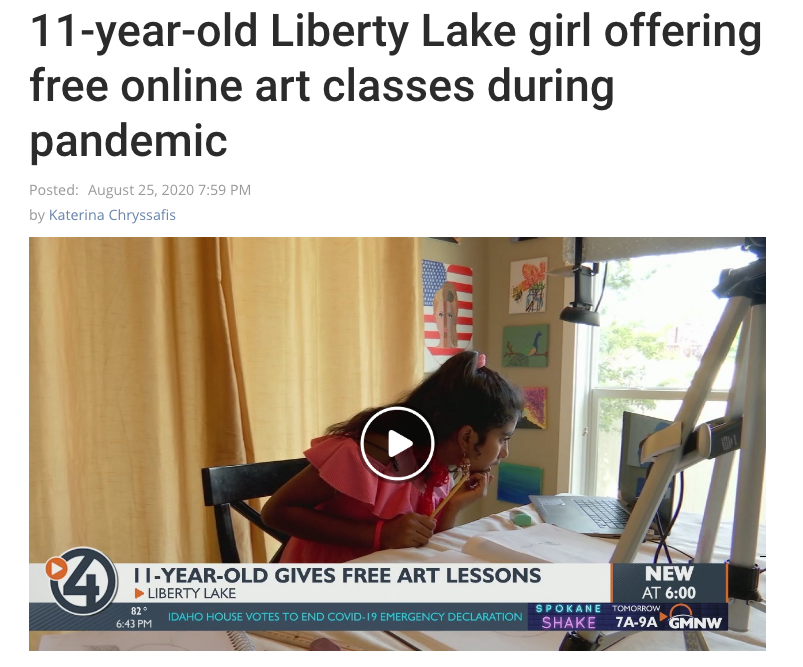 11-year-old Liberty Lake girl offering
free online art classes during
pandemic
Posted: August 25, 2020 7:59 PM
by Katerina Chryssafis
4
11-YEAR-OLD GIVES FREE ART LESSONS
LIBERTY LAKE
NEW
AT 6:00
82°
6:43 PM
IDAHO HOUSE VOTES TO END COVID-19 EMERGENCY DECLARATION
SPOKANE
SHAKE
TOMORROW
7A-9A
GMNW